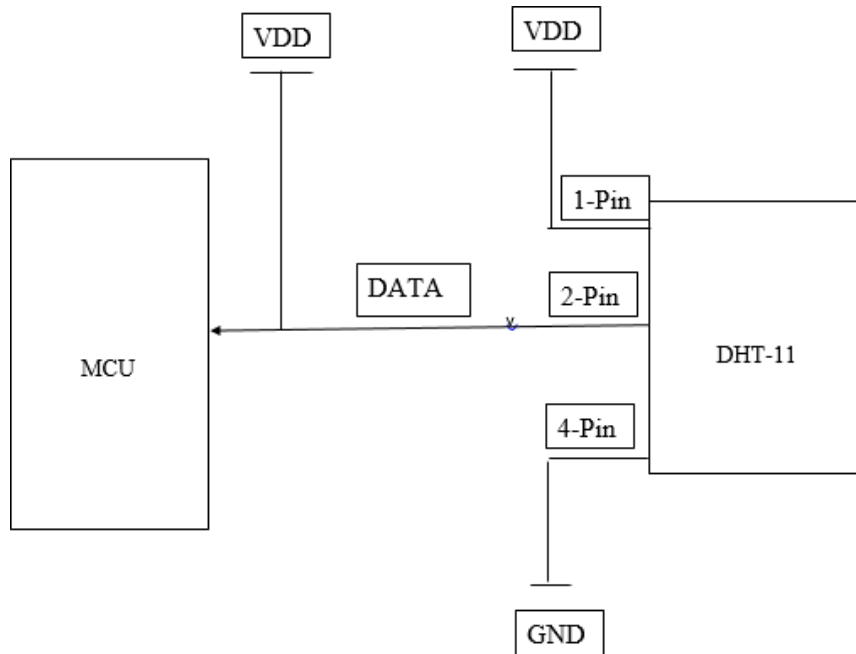 VDD
VDD
1-Pin
DATA
2-Pin
MCU
DHT-11
4-Pin
GND